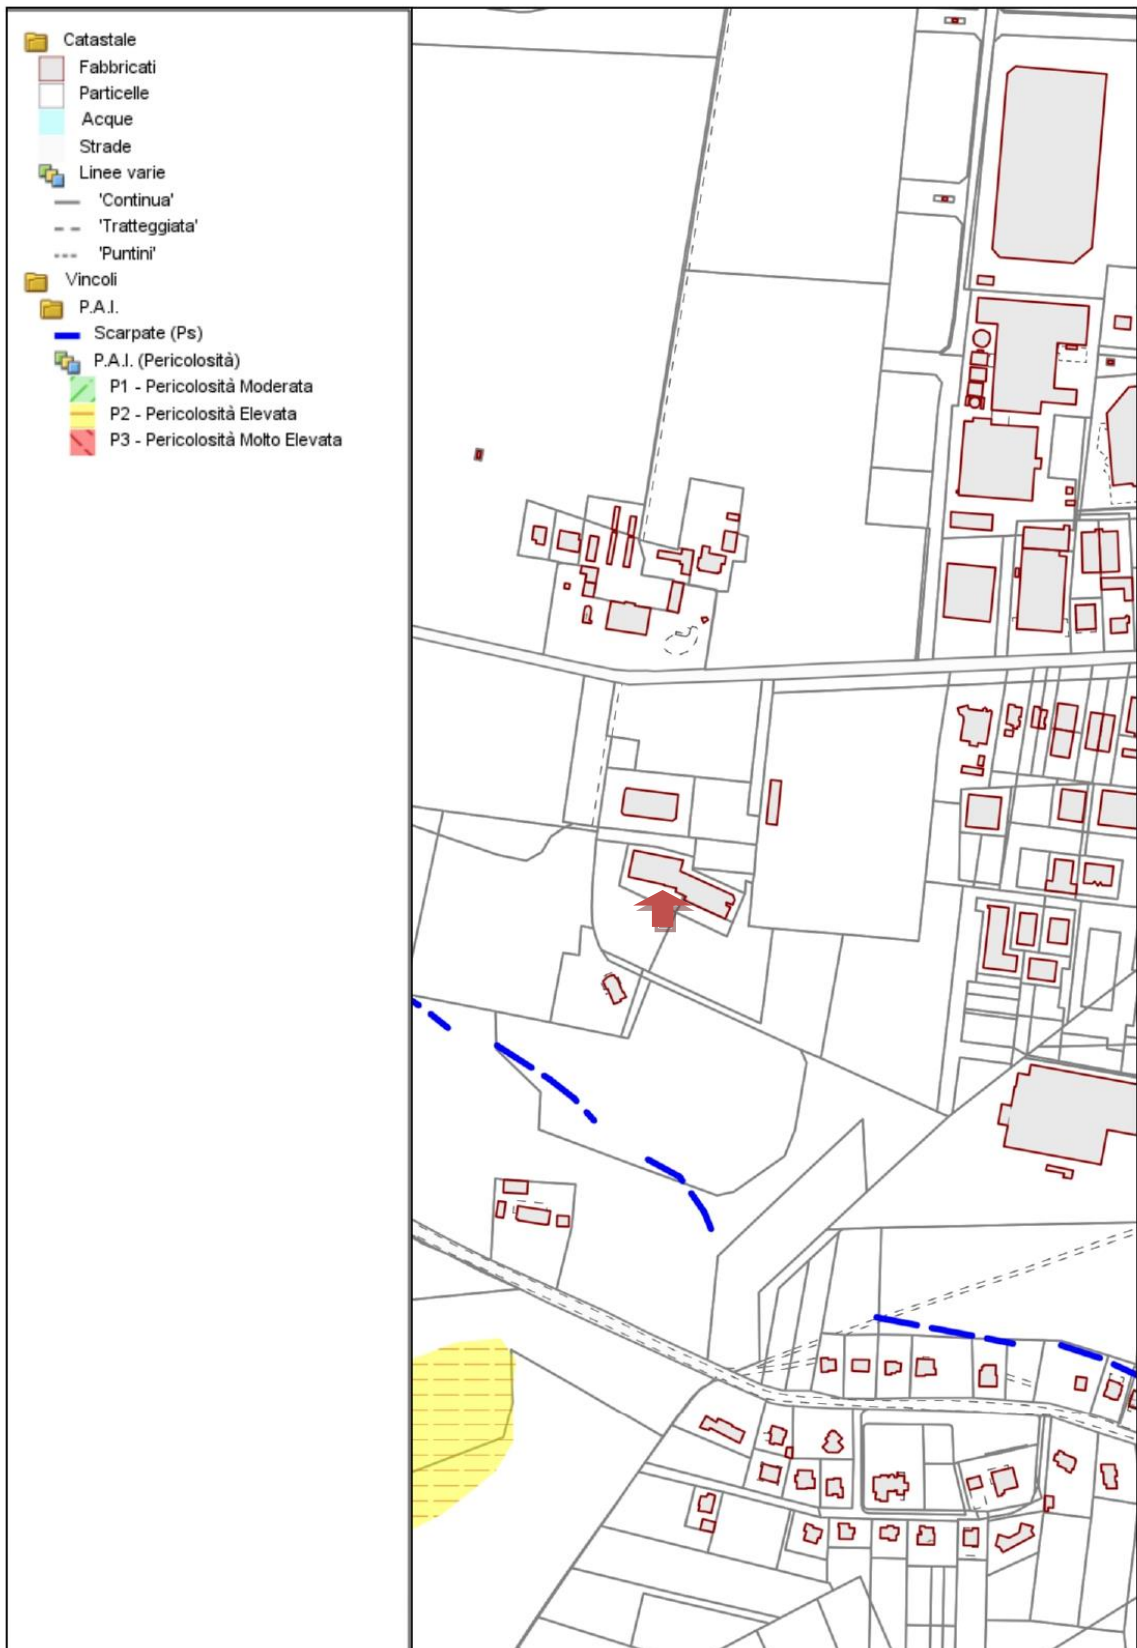 Catastale
Fabbricati
Particelle
Acque
Strade
Linee varie
'Continua'
'Tratteggiata'
'Puntini'
Vincoli
P.A.I.
Scarpate (Ps)
P.A.I. (Pericolosità)
P1 - Pericolosità Moderata
P2 - Pericolosità Elevata
P3 - Pericolosità Molto Elevata